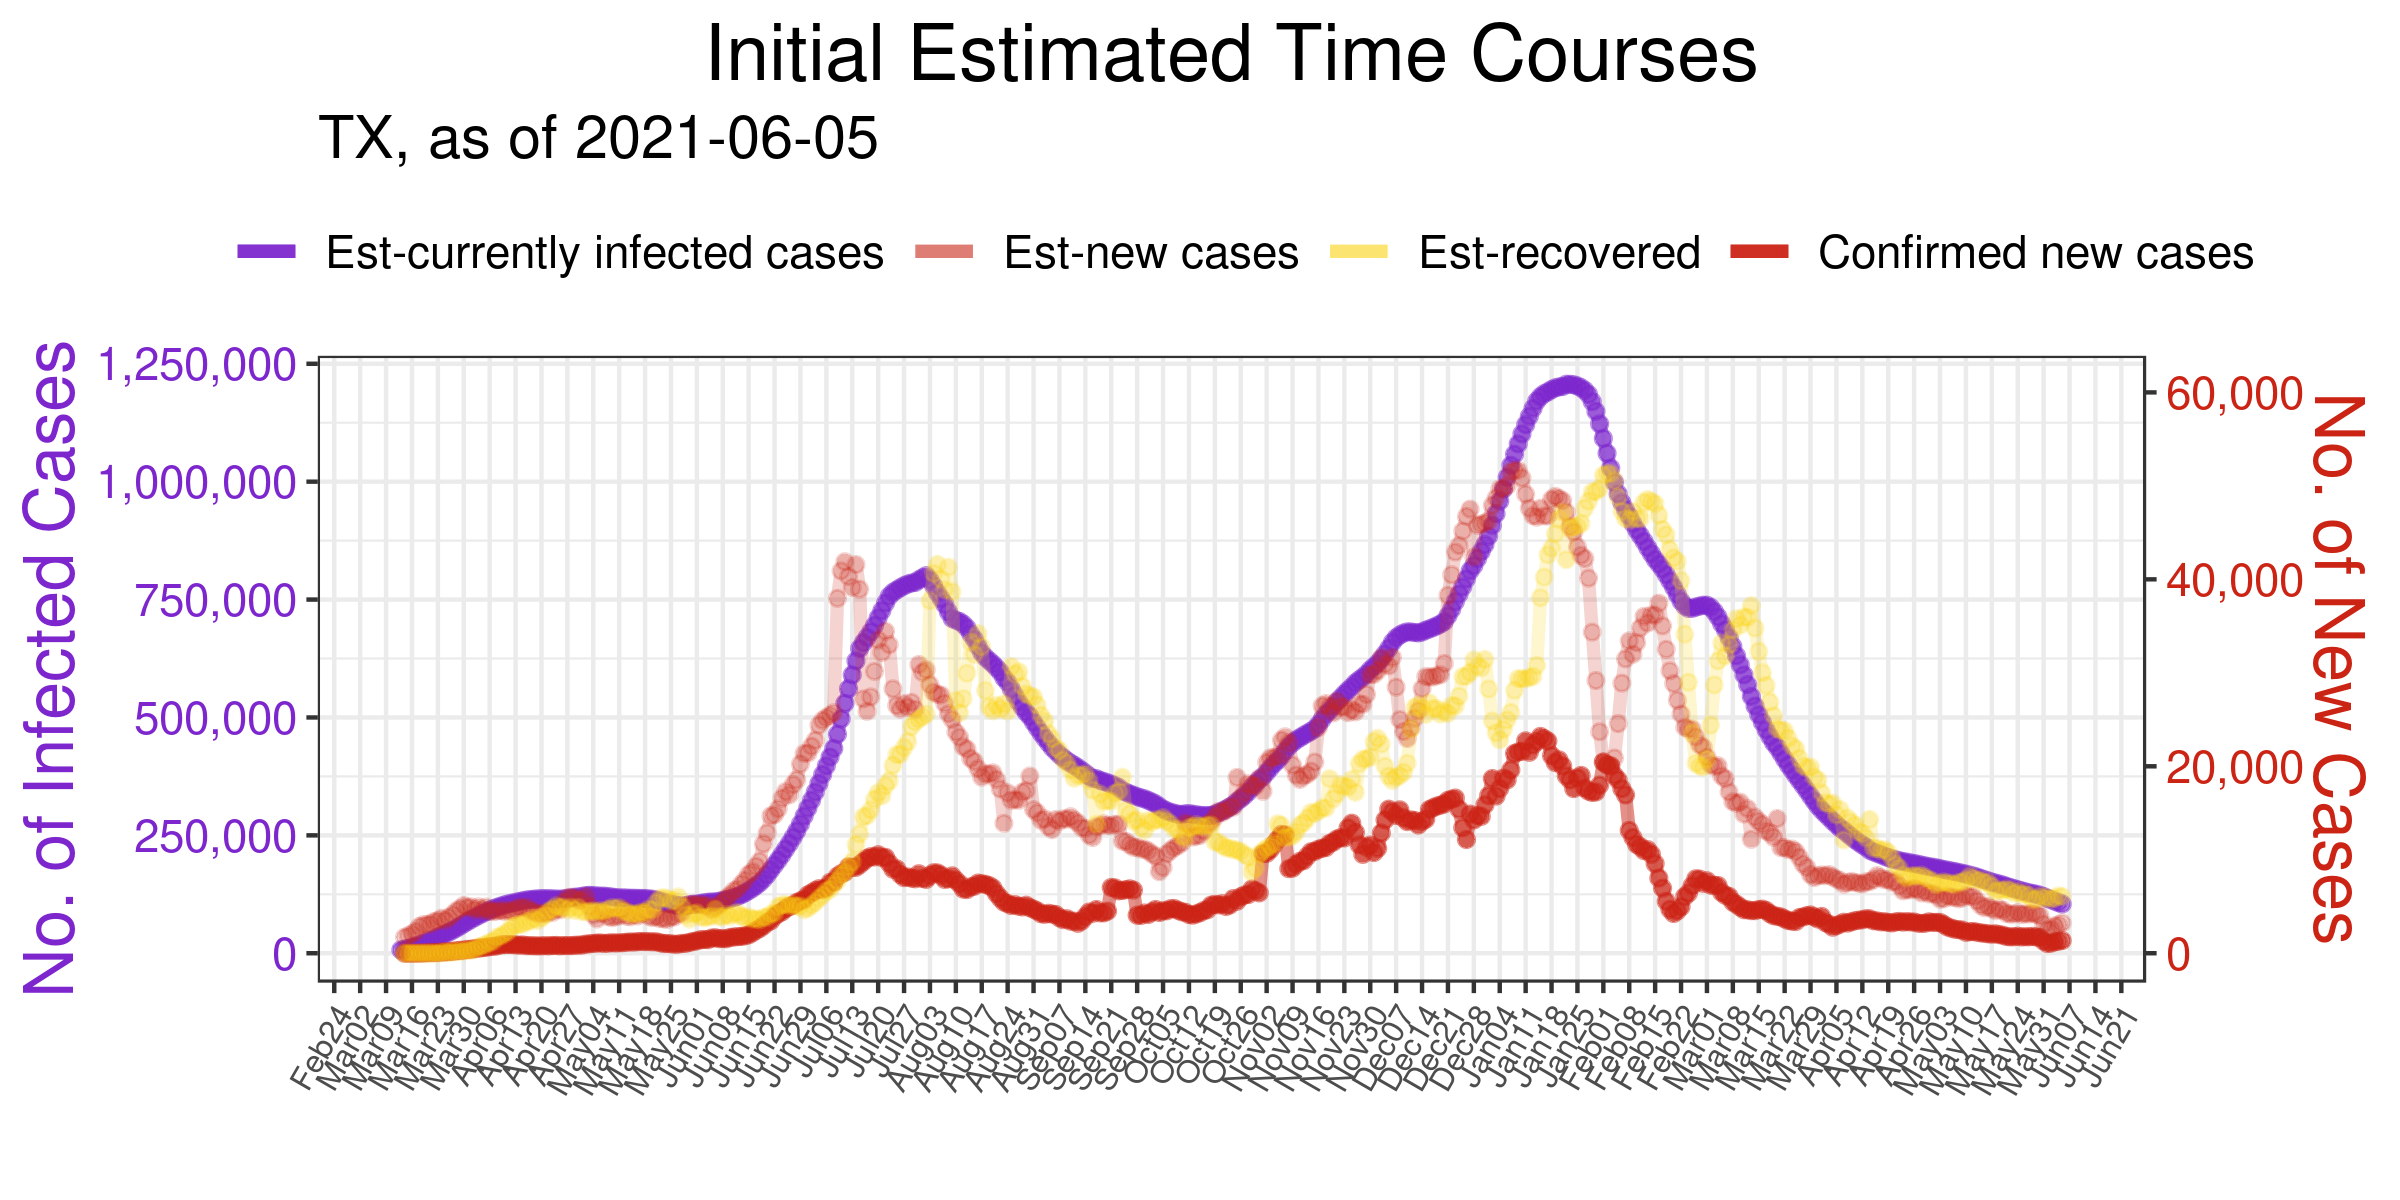 Initial Estimated Time Courses
TX, as of 2021-06-05
Est-currently infected cases
Est-new cases
Est-recovered
Confirmed new cases
No. of Infected Cases
1,250,000
1,000,000
750,000
500,000
250,000
0
60,000
40,000
20,000
0
No. of New Cases
Feb24
Mar02
Mar09
Mar16
Mar23
Mar30
Apr06
Apr13
Apr20
Apr27
May04
May11
May18
May25
Jun01
Jun08
Jun15
Jun22
Jun29
Jul06
Jul13
Jul20
Jul27
Aug03
Aug10
Aug17
Aug24
Aug31
Sep07
Sep14
Sep21
Sep28
Oct05
Oct12
Oct19
Oct26
Nov02
Nov09
Nov16
Nov23
Nov30
Dec07
Dec14
Dec21
Dec28
Jan04
Jan11
Jan18
Jan25
Feb01
Feb08
Feb15
Feb22
Mar01
Mar08
Mar15
Mar22
Mar29
Apr05
Apr12
Apr19
Apr26
May03
May10
May17
May24
May31
Jun07
Jun14
Jun21